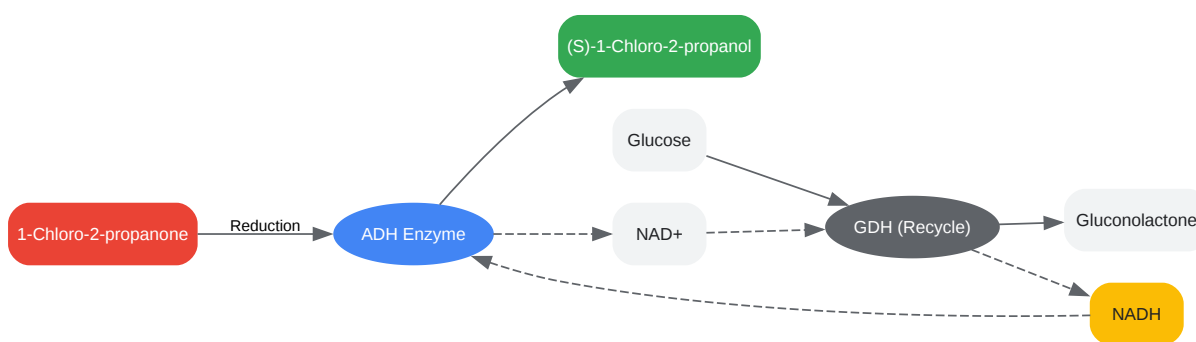 (S)-1-Chloro-2-propanol
Glucose
1-Chloro-2-propanone
Reduction
ADH Enzyme
NAD+
GDH (Recycle)
Gluconolactone
NADH